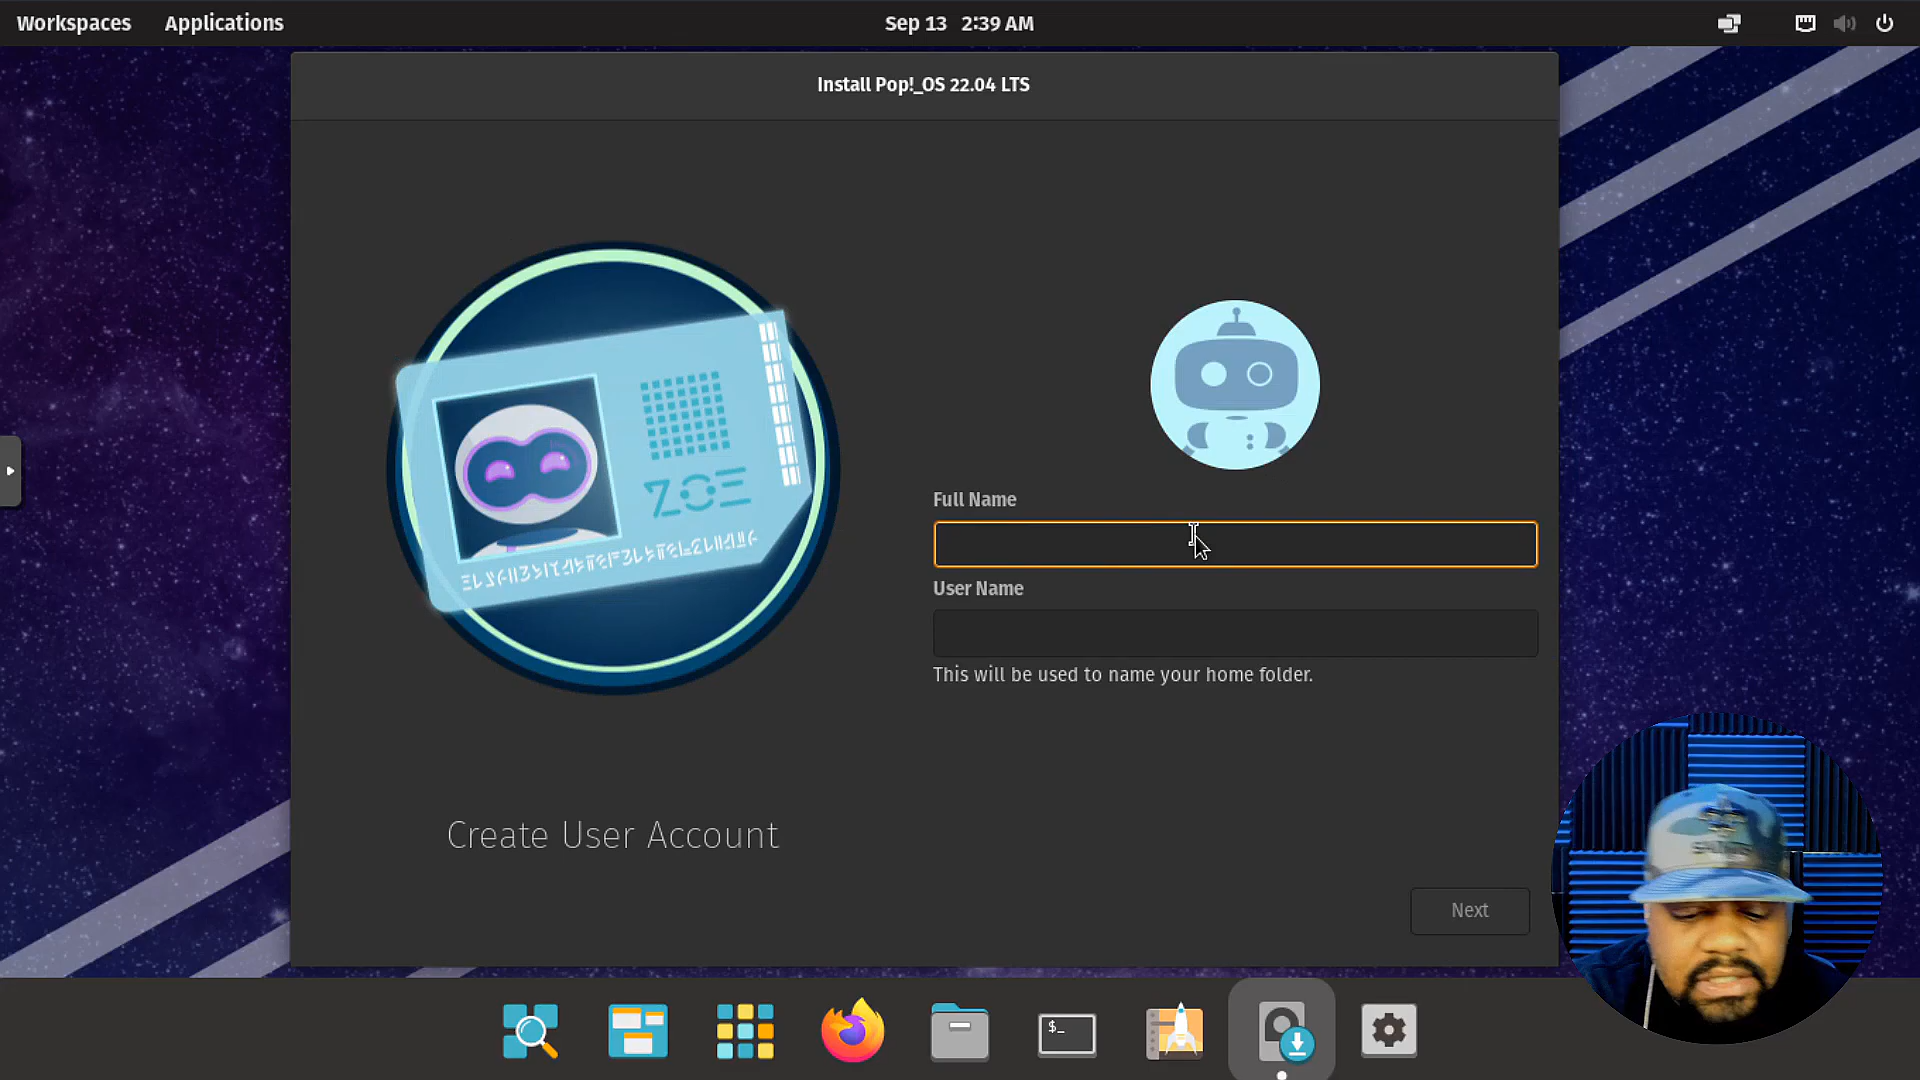 Workspaces Applications Sep 13 2:39 AM
Install Pop!_OS 22.04 LTS
ZOE
Full Name
User Name
This will be used to name your home folder.
Create User Account
Next
$_